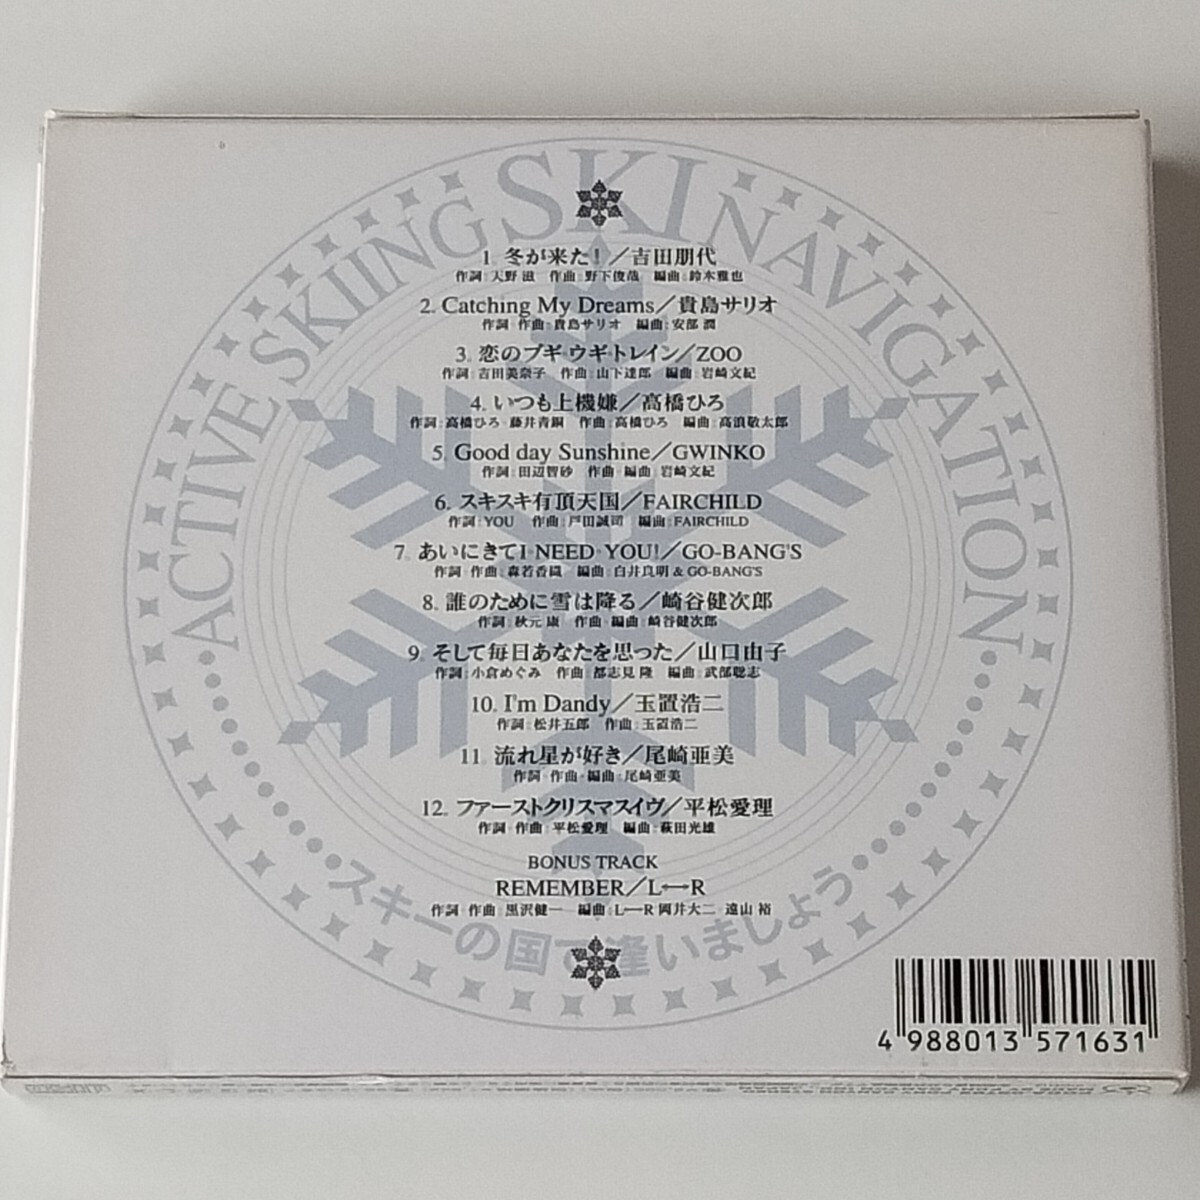 ACTIVE SKIING SKI NAVIGATION
1. 冬が来た！／吉田朋代
作詞：天野 滋 作曲：野下俊哉 編曲：鈴木雅也
2. Catching My Dreams／貴島サリオ
作詞・作曲：貴島サリオ 編曲：安部 潤
3. 恋のブギ・ウギ・トレイン／ZOO
作詞：吉田美奈子 作曲：山下達郎 編曲：岩崎文紀
4. いつも上機嫌／高橋ひろ
作詞：高橋ひろ・藤井青銅 作曲：高橋ひろ 編曲：高浪敬太郎
5. Good day Sunshine／GWINKO
作詞：田辺智沙 作曲・編曲：岩崎文紀
6. スキスキ有頂天国／FAIRCHILD
作詞：YOU 作曲：戸田誠司 編曲：FAIRCHILD
7. あいにきて I NEED YOU!／GO-BANG'S
作詞・作曲：森若香織 編曲：白井良明 & GO-BANG'S
8. 誰のために雪は降る／崎谷健次郎
作詞：秋元 康 作曲・編曲：崎谷健次郎
9. そして毎日あなたを思った／山口由子
作詞：小倉めぐみ 作曲：都志見 隆 編曲：武部聡志
10. I'm Dandy／玉置浩二
作詞：松井五郎 作曲：玉置浩二
11. 流れ星が好き／尾崎亜美
作詞・作曲・編曲：尾崎亜美
12. ファーストクリスマスイヴ／平松愛理
作詞・作曲：平松愛理 編曲：萩田光雄
BONUS TRACK
REMEMBER／L↔R
作詞・作曲：黒沢健一 編曲：L↔R 岡井大二 遠山 裕
スキーの国で逢いましょう
4 988013 571631